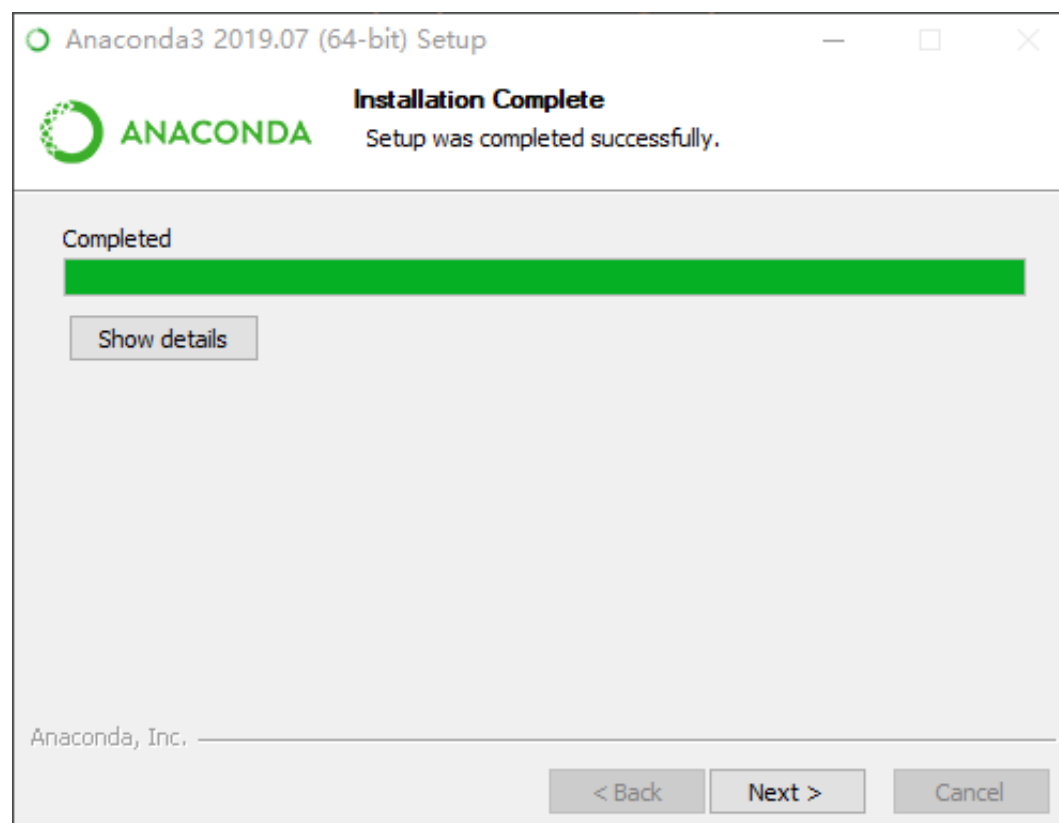 Anaconda3 2019.07 (64-bit) Setup
ANACONDA
Installation Complete
Setup was completed successfully.
Completed
Show details
Anaconda, Inc.
< Back
Next >
Cancel